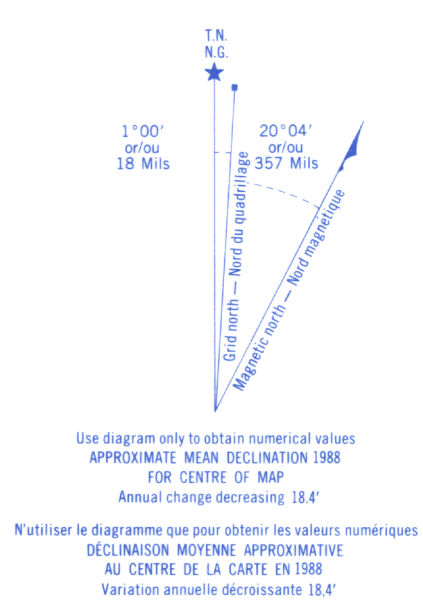 T.N.
N.G.
1°00′
or/ou
18 Mils
20°04′
or/ou
357 Mils
Grid north — Nord du quadrillage
Magnetic north — Nord magnetique
Use diagram only to obtain numerical values
APPROXIMATE MEAN DECLINATION 1988
FOR CENTRE OF MAP
Annual change decreasing 18.4′
N'utiliser le diagramme que pour obtenir les valeurs numériques
DÉCLINAISON MOYENNE APPROXIMATIVE
AU CENTRE DE LA CARTE EN 1988
Variation annuelle décroissante 18,4′